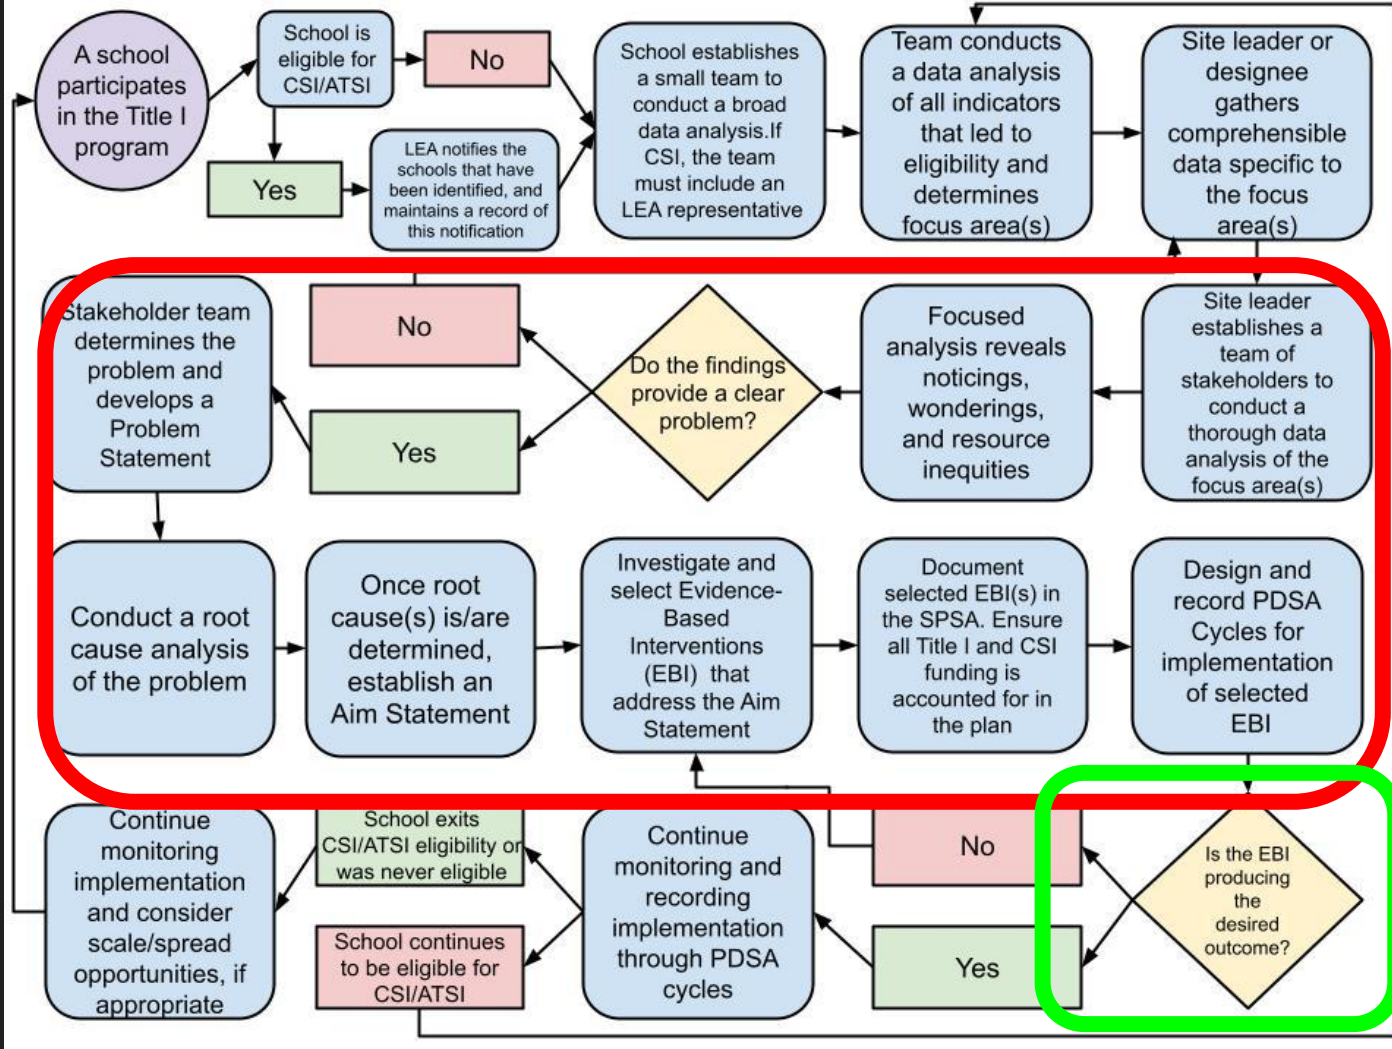 A school
participates
in the Title I
program
School is
eligible for
CSI/ATSI
No
Yes
LEA notifies the
schools that have
been identified, and
maintains a record of
this notification
School establishes
a small team to
conduct a broad
data analysis.If
CSI, the team
must include an
LEA representative
Team conducts
a data analysis
of all indicators
that led to
eligibility and
determines
focus area(s)
Site leader or
designee
gathers
comprehensible
data specific to
the focus
area(s)
Site leader
establishes a
team of
stakeholders to
conduct a
thorough data
analysis of the
focus area(s)
Focused
analysis reveals
noticings,
wonderings,
and resource
inequities
Do the findings
provide a clear
problem?
No
Yes
Stakeholder team
determines the
problem and
develops a
Problem
Statement
Conduct a root
cause analysis
of the problem
Once root
cause(s) is/are
determined,
establish an
Aim Statement
Investigate and
select Evidence-
Based
Interventions
(EBI) that
address the Aim
Statement
Document
selected EBI(s) in
the SPSA. Ensure
all Title I and CSI
funding is
accounted for in
the plan
Design and
record PDSA
Cycles for
implementation
of selected
EBI
Is the EBI
producing
the
desired
outcome?
No
Yes
Continue
monitoring and
recording
implementation
through PDSA
cycles
School exits
CSI/ATSI eligibility or
was never eligible
School continues
to be eligible for
CSI/ATSI
Continue
monitoring
implementation
and consider
scale/spread
opportunities, if
appropriate